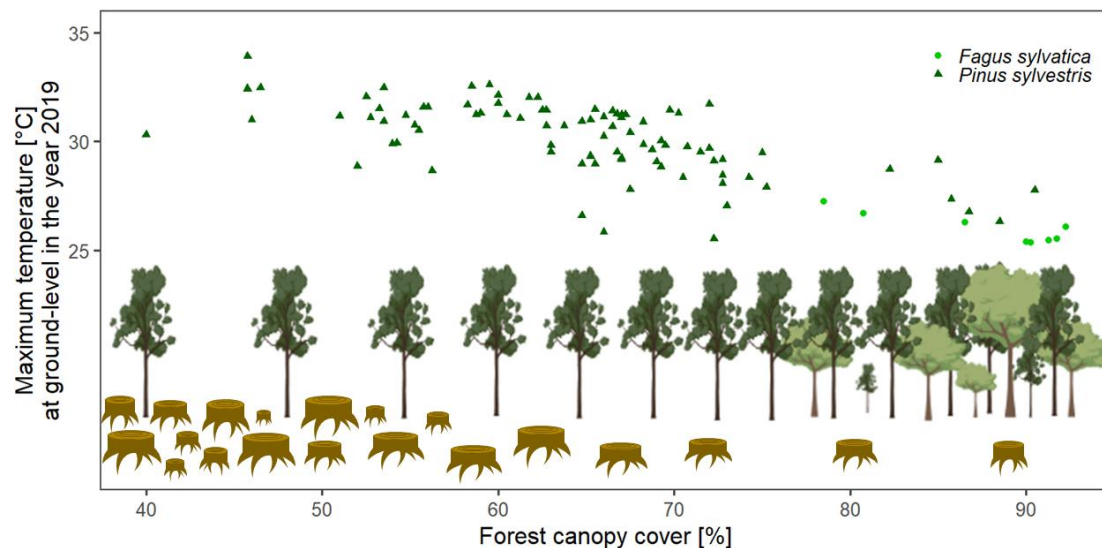 35
Fagus sylvatica
Pinus sylvestris
30
25
Maximum temperature [°C]
at ground-level in the year 2019
40 50 60 70 80 90
Forest canopy cover [%]